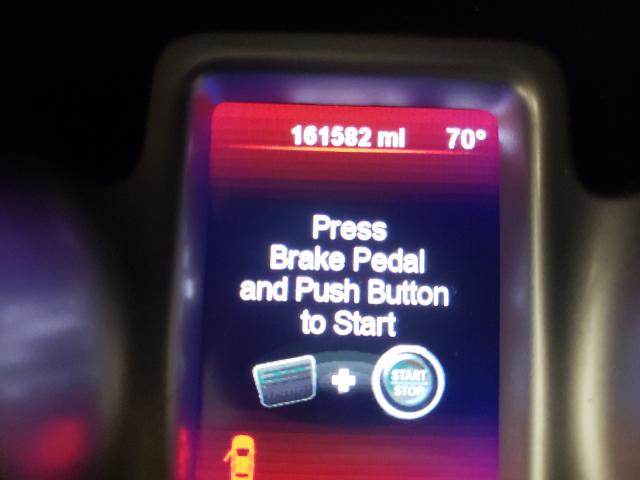 161582 mi 70°
Press
Brake Pedal
and Push Button
to Start
START
STOP